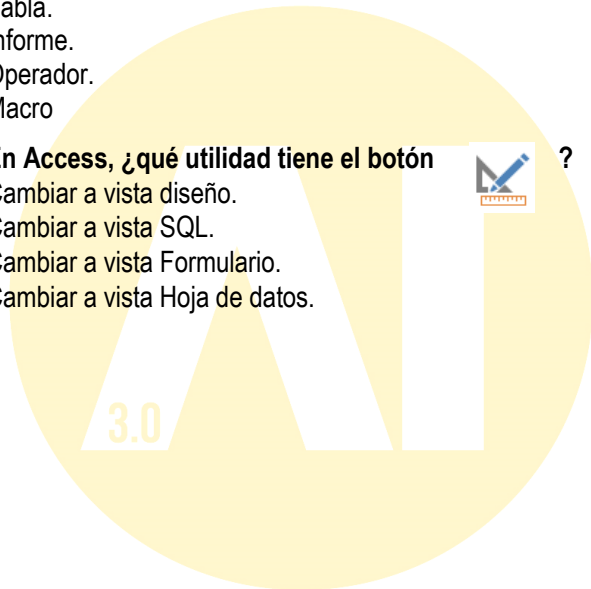 abla.
nforme.
Operador.
Macro
En Access, ¿qué utilidad tiene el botón ?
Cambiar a vista diseño.
Cambiar a vista SQL.
Cambiar a vista Formulario.
Cambiar a vista Hoja de datos.
3.0